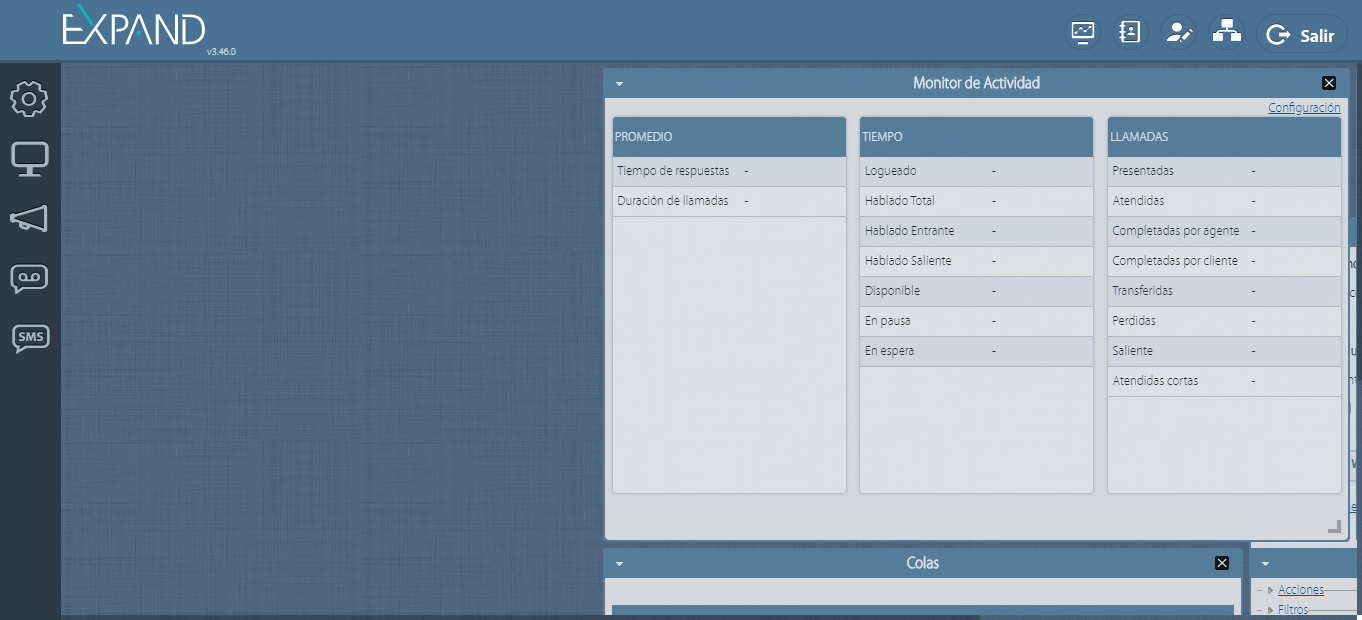 EXPAND
v3.46.0
Salir
SMS
Monitor de Actividad
Configuración
PROMEDIO
Tiempo de respuestas -
Duración de llamadas -
TIEMPO
Logueado -
Hablado Total -
Hablado Entrante -
Hablado Saliente -
Disponible -
En pausa -
En espera -
LLAMADAS
Presentadas -
Atendidas -
Completadas por agente -
Completadas por cliente -
Transferidas -
Perdidas -
Saliente -
Atendidas cortas -
Colas
Acciones
Filtros